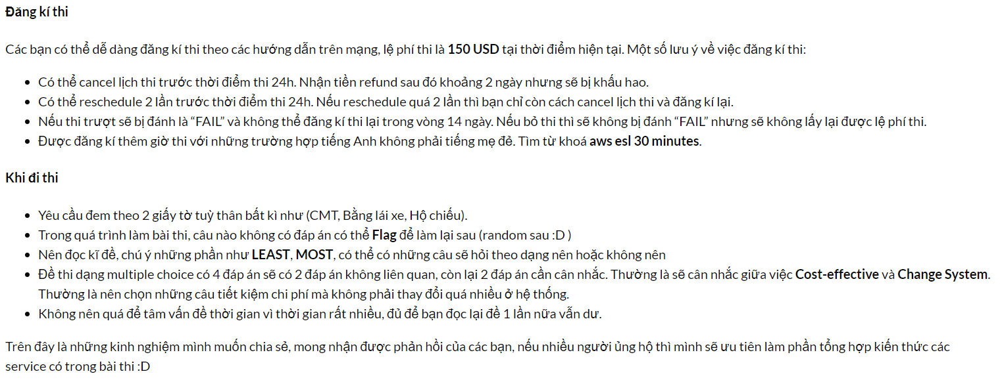 Đăng kí thi
Các bạn có thể dễ dàng đăng kí thi theo các hướng dẫn trên mạng, lệ phí thi là 150 USD tại thời điểm hiện tại. Một số lưu ý về việc đăng kí thi:
• Có thể cancel lịch thi trước thời điểm thi 24h. Nhận tiền refund sau đó khoảng 2 ngày nhưng sẽ bị khấu hao.
• Có thể reschedule 2 lần trước thời điểm thi 24h. Nếu reschedule quá 2 lần thì bạn chỉ còn cách cancel lịch thi và đăng kí lại.
• Nếu thi trượt sẽ bị đánh là “FAIL” và không thể đăng kí thi lại trong vòng 14 ngày. Nếu bỏ thi thì sẽ không bị đánh “FAIL” nhưng sẽ không lấy lại được lệ phí thi.
• Được đăng kí thêm giờ thi với những trường hợp tiếng Anh không phải tiếng mẹ đẻ. Tìm từ khoá aws esl 30 minutes.
Khi đi thi
• Yêu cầu đem theo 2 giấy tờ tuỳ thân bất kì như (CMT, Bằng lái xe, Hộ chiếu).
• Trong quá trình làm bài thi, câu nào không có đáp án có thể Flag để làm lại sau (random sau :D )
• Nên đọc kĩ đề, chú ý những phần như LEAST, MOST, có thể có những câu sẽ hỏi theo dạng nên hoặc không nên
• Đề thi dạng multiple choice có 4 đáp án sẽ có 2 đáp án không liên quan, còn lại 2 đáp án cần cân nhắc. Thường là sẽ cân nhắc giữa việc Cost-effective và Change System.
Thường là nên chọn những câu tiết kiệm chi phí mà không phải thay đổi quá nhiều ở hệ thống.
• Không nên quá để tâm vấn đề thời gian vì thời gian rất nhiều, đủ để bạn đọc lại đề 1 lần nữa vẫn dư.
Trên đây là những kinh nghiệm mình muốn chia sẻ, mong nhận được phản hồi của các bạn, nếu nhiều người ủng hộ thì mình sẽ ưu tiên làm phần tổng hợp kiến thức các
service có trong bài thi :D